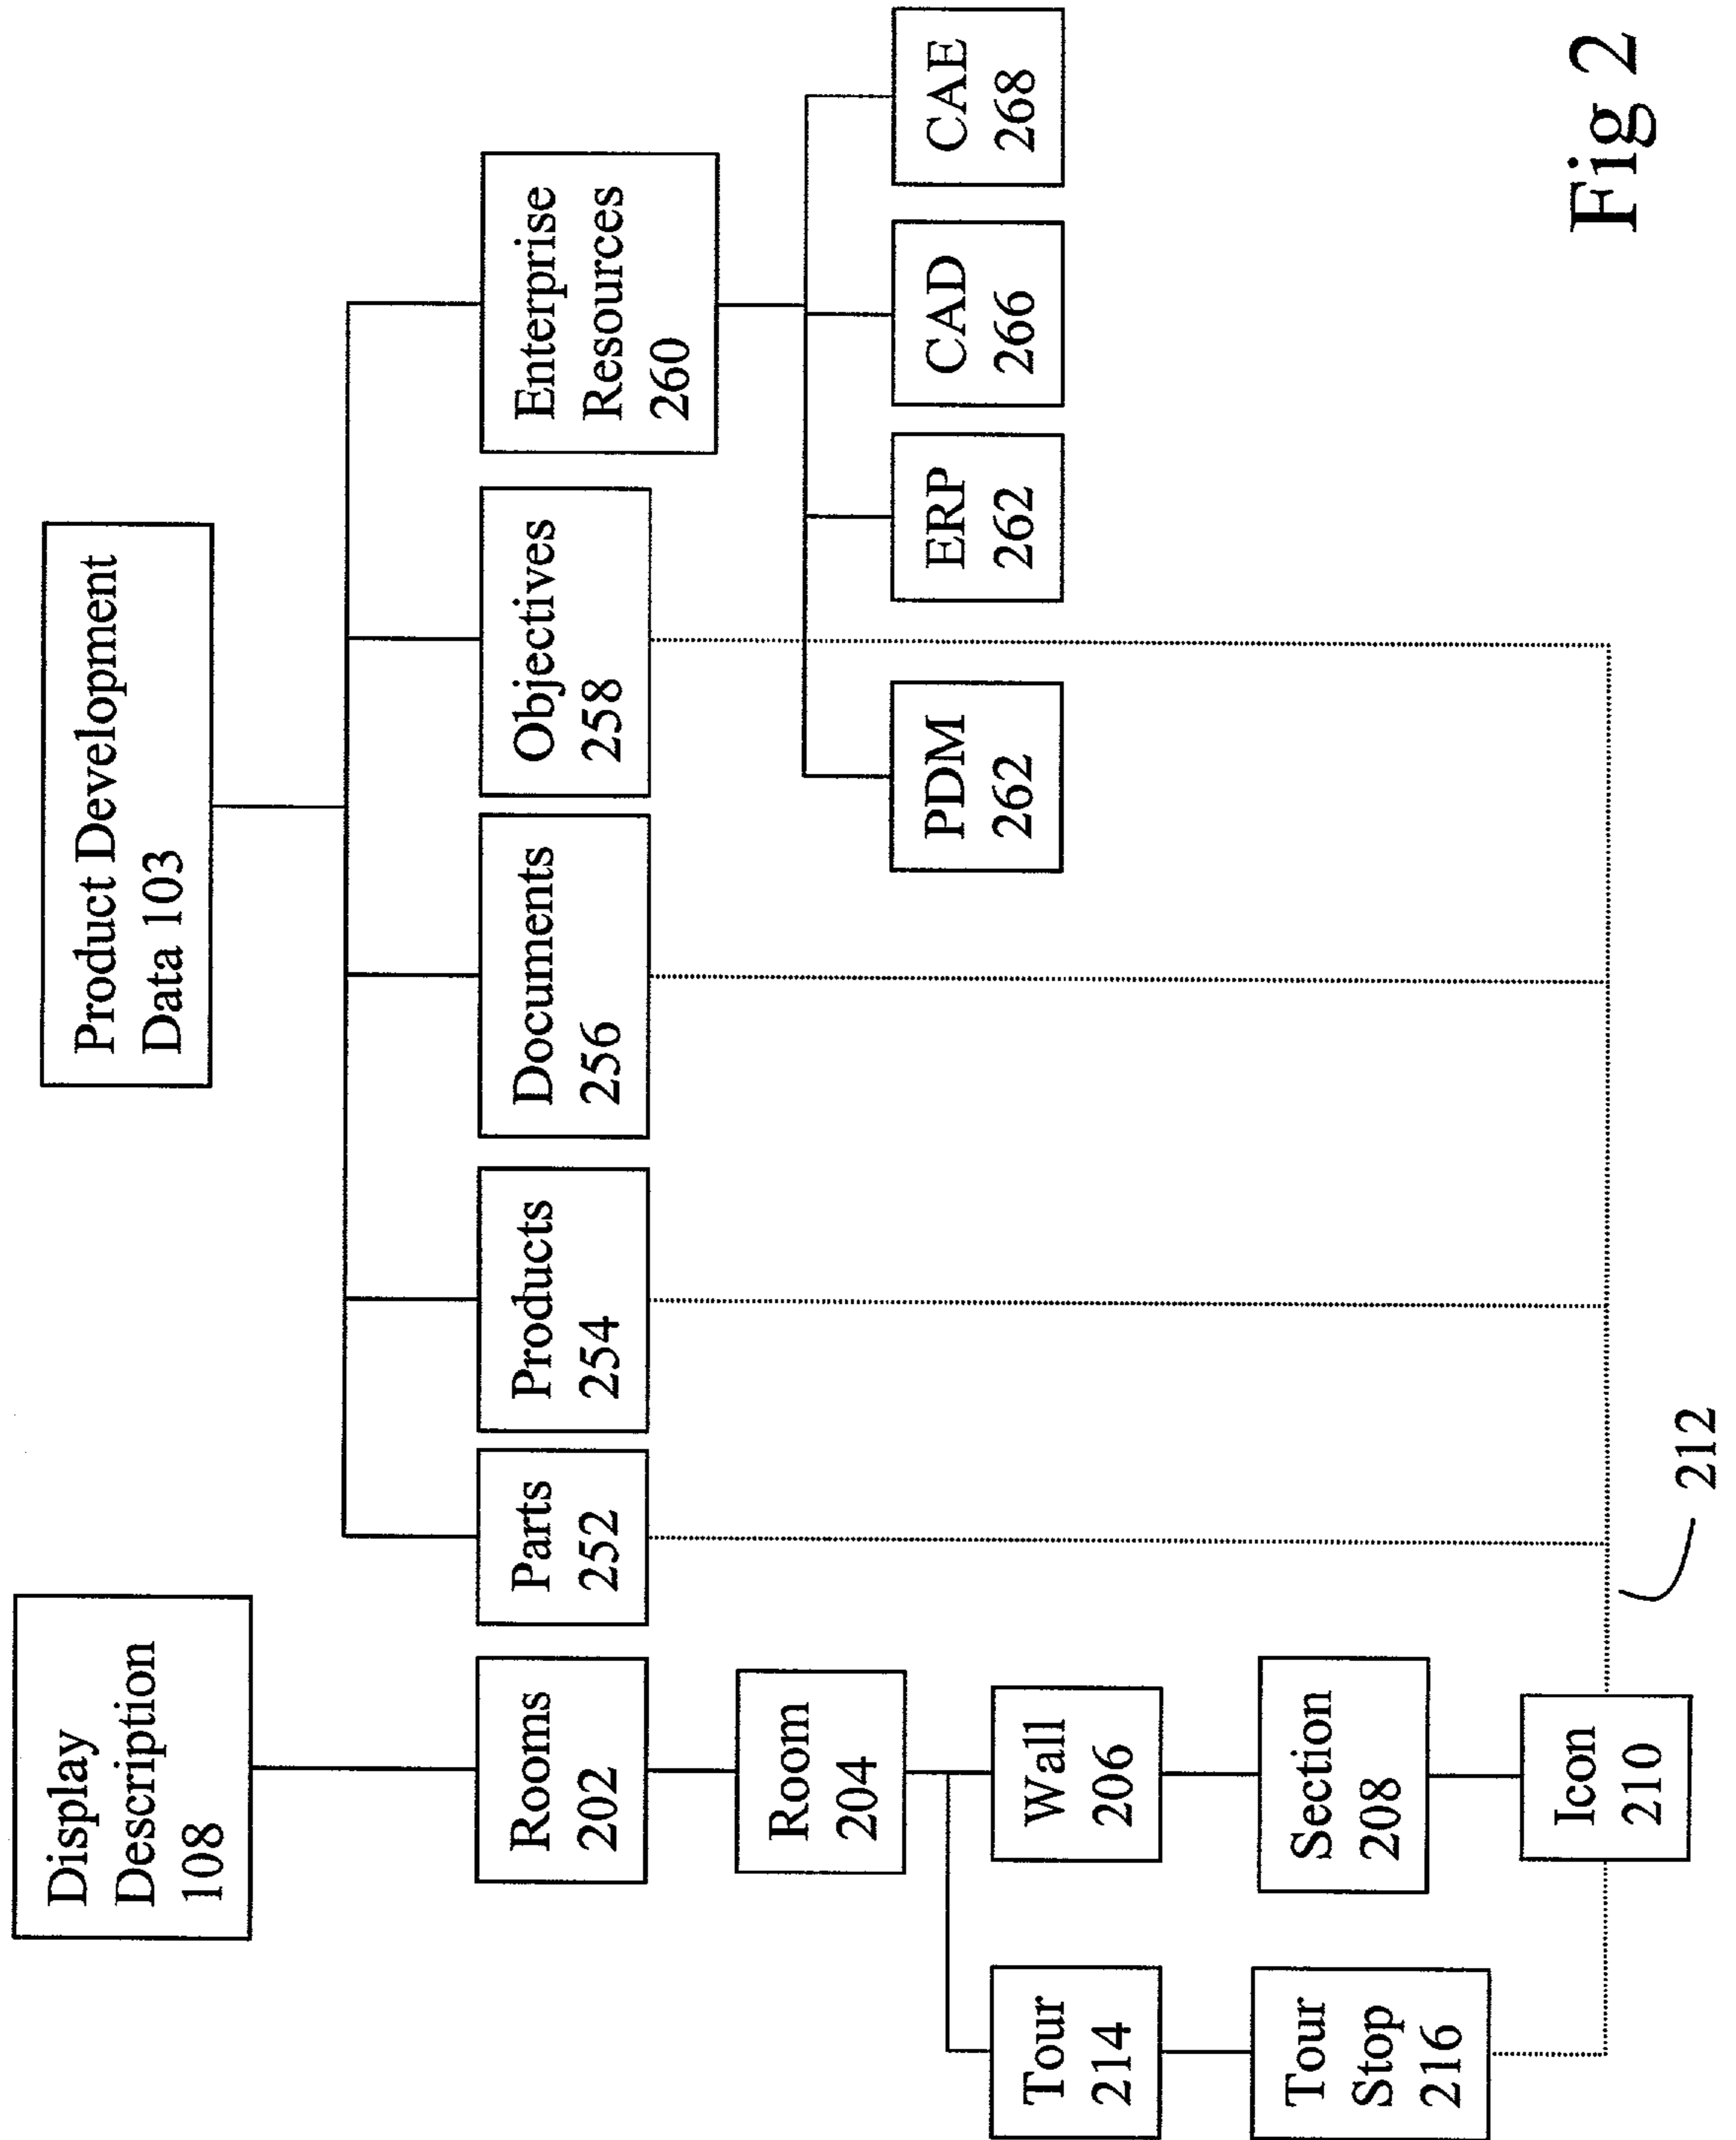 Display
Description
108
Product Development
Data 103
Rooms
202
Parts
252
Products
254
Documents
256
Objectives
258
Enterprise
Resources
260
Room
204
PDM
262
ERP
262
CAD
266
CAE
268
Tour
214
Wall
206
Tour
Stop
216
Section
208
Icon
210
212
Fig 2